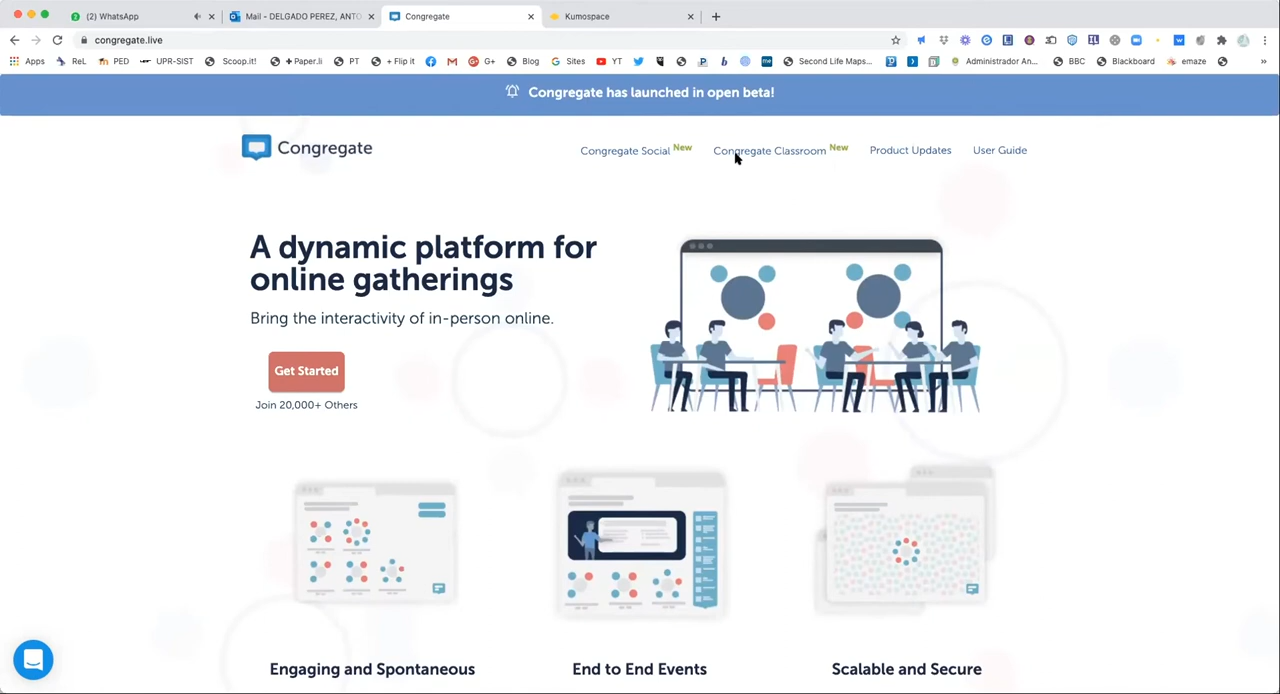 (2) WhatsApp
Mail - DELGADO PEREZ, ANTO
Congregate
Kumospace
congregate.live
Apps
ReL
PED
UPR-SIST
Scoop.it!
+ Paper.li
PT
+ Flip it
G+
Blog
Sites
YT
Second Life Maps...
Administrador An...
BBC
Blackboard
emaze
Congregate has launched in open beta!
Congregate
Congregate Social New
Congregate Classroom New
Product Updates
User Guide
A dynamic platform for
online gatherings
Bring the interactivity of in-person online.
Get Started
Join 20,000+ Others
Engaging and Spontaneous
End to End Events
Scalable and Secure